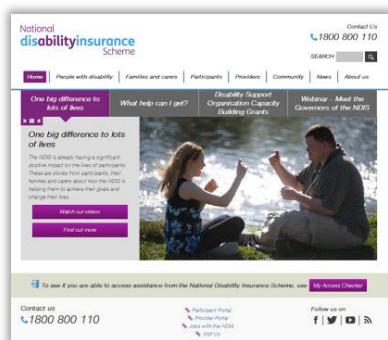 National
disabilityinsurance
Scheme
Contact Us
1800 800 110
SEARCH
Home People with disability Families and carers Participants Providers Community News About us
One big difference to
lots of lives
What help can I get?
Disability Support
Organisation Capacity
Building Grants
Webinar - Meet the
Governors of the NDIS
One big difference to lots
of lives
The NDIS is already having a significant
positive impact on the lives of participants.
These are stories from participants, their
families and carers about how the NDIS is
helping them to achieve their goals and
change their lives.
Watch our videos
Find out more
To see if you are able to access assistance from the National Disability Insurance Scheme, use My Access Checker
Contact us
1800 800 110
Participant Portal
Provider Portal
Jobs with the NDIA
Visit Us
Follow us on